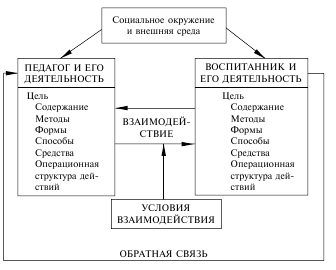 Социальное окружение
и внешняя среда
ПЕДАГОГ И ЕГО
ДЕЯТЕЛЬНОСТЬ
Цель
Содержание
Методы
Формы
Способы
Средства
Операционная
структура дей-
ствий
ВЗАИМОДЕЙ-
СТВИЕ
ВОСПИТАННИК И
ЕГО ДЕЯТЕЛЬНОСТЬ
Цель
Содержание
Методы
Формы
Способы
Средства
Операционная
структура дей-
ствий
УСЛОВИЯ
ВЗАИМОДЕЙСТВИЯ
ОБРАТНАЯ СВЯЗЬ